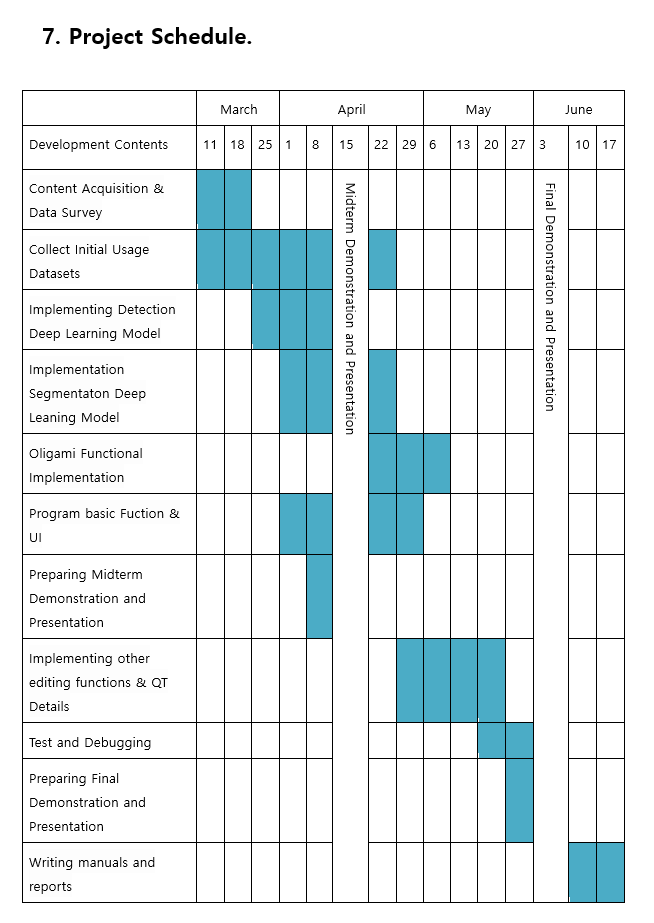 7. Project Schedule.
March April May June
Development Contents 11 18 25 1 8 15 22 29 6 13 20 27 3 10 17
Content Acquisition &
Data Survey
Collect Initial Usage
Datasets
Implementing Detection
Deep Learning Model
Implementation
Segmentaton Deep
Leaning Model
Oligami Functional
Implementation
Program basic Fuction &
UI
Preparing Midterm
Demonstration and
Presentation
Implementing other
editing functions & QT
Details
Test and Debugging
Preparing Final
Demonstration and
Presentation
Writing manuals and
reports
Midterm Demonstration and Presentation
Final Demonstration and Presentation